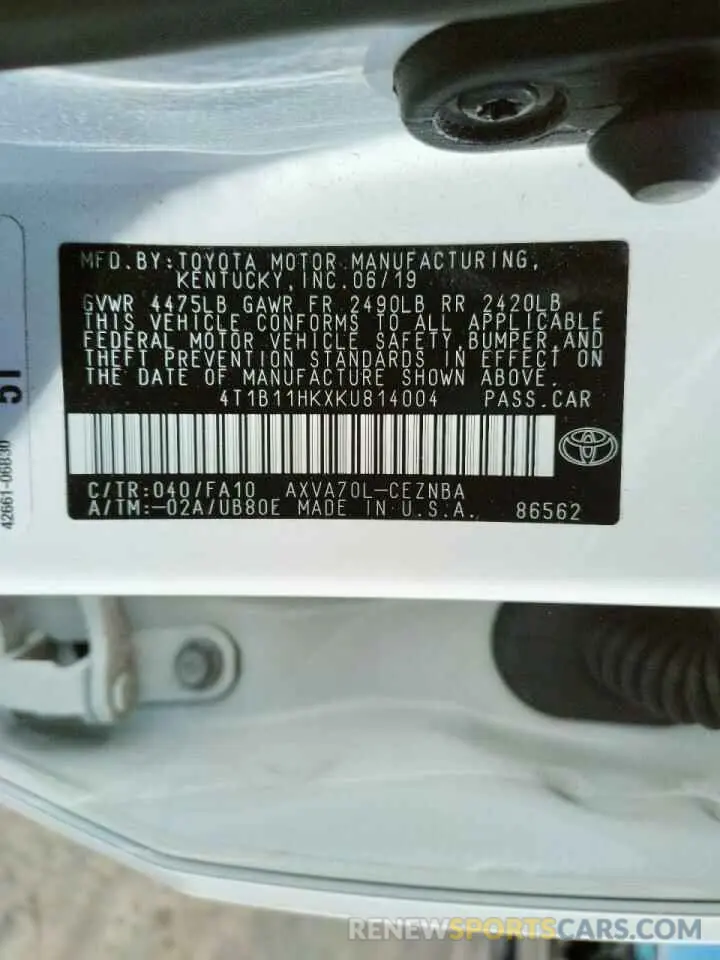 MFD.BY:TOYOTA MOTOR MANUFACTURING,
KENTUCKY,INC.06/19
GVWR 4475LB GAWR FR 2490LB RR 2420LB
THIS VEHICLE CONFORMS TO ALL APPLICABLE
FEDERAL MOTOR VEHICLE SAFETY,BUMPER,AND
THEFT PREVENTION STANDARDS IN EFFECT ON
THE DATE OF MANUFACTURE SHOWN ABOVE.
4T1B11HKXKU814004 PASS.CAR
C/TR:040/FA10 AXVA70L-CEZNBA
A/TM:-02A/UB80E MADE IN U.S.A. 86562
42661-06830
RENEWSPORTSCARS.COM